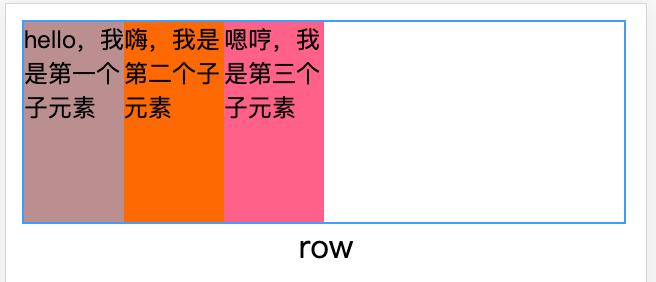 hello，我
是第一个
子元素
嗨，我是
第二个子
元素
嗯哼，我
是第三个
子元素
row